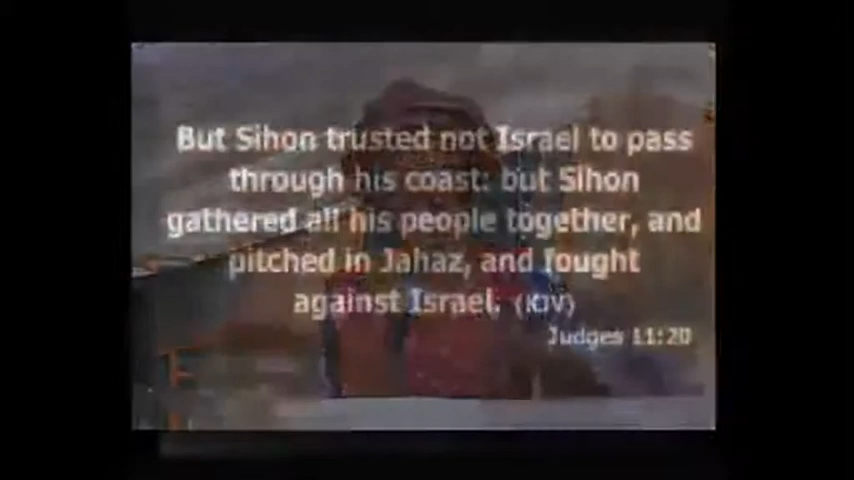 But Sihon trusted not Israel to pass
through his coast: but Sihon
gathered all his people together, and
pitched in Jahaz, and fought
against Israel. (KJV)
Judges 11:20